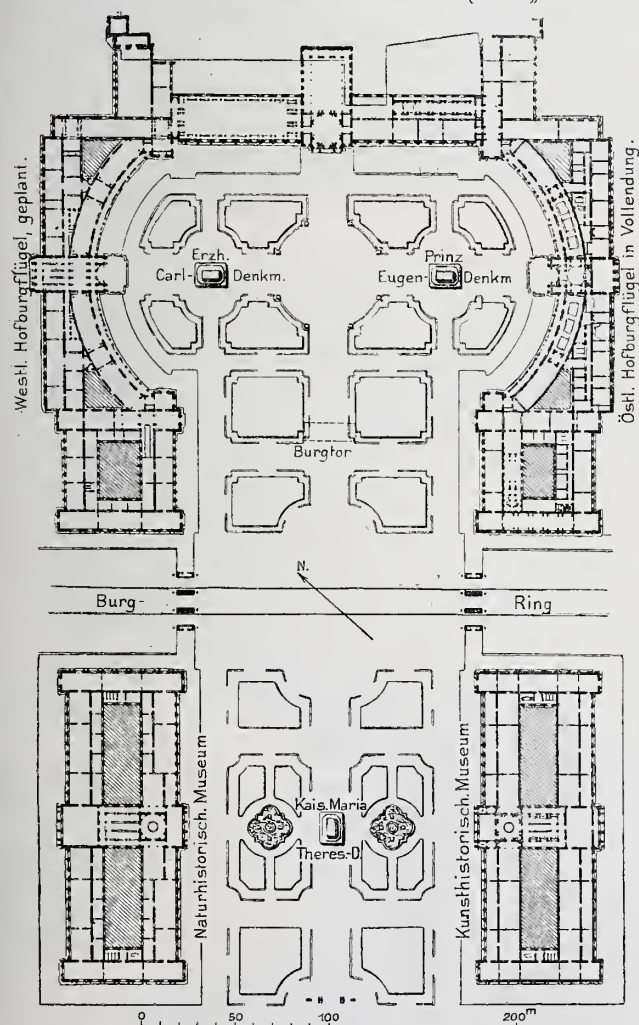 Westl. Hofburgflügel, geplant.
Östl. Hofburgflügel in Vollendung.
Erzh.
Carl- Denkm.
Prinz
Eugen- Denkm
Burgtor
N.
Burg- Ring
Naturhistorisch. Museum
Kunsthistorisch. Museum
Kais. Maria
Theres.-D.
0 50 100 200m